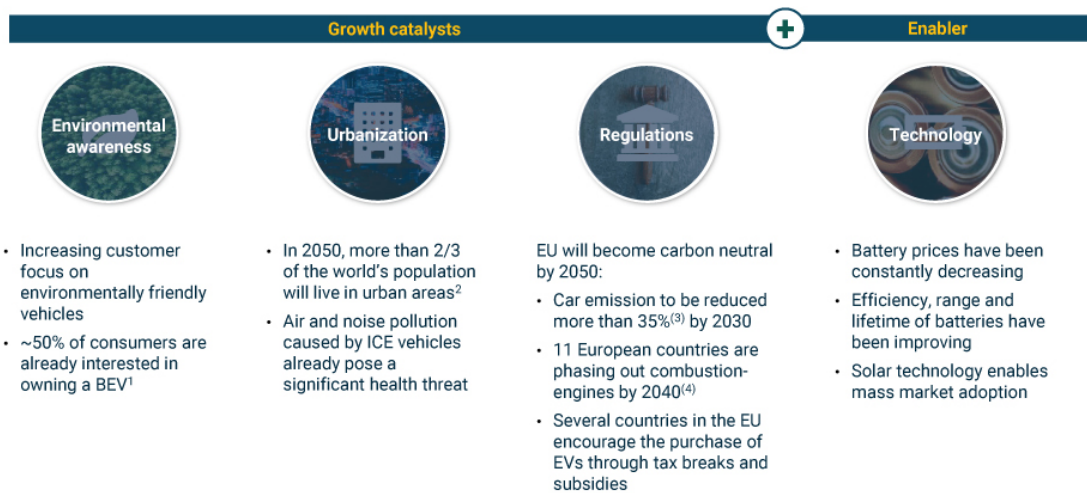 Growth catalysts
Enabler
Environmental
awareness
Urbanization
Regulations
Technology
• Increasing customer
focus on
environmentally friendly
vehicles
• ~50% of consumers are
already interested in
owning a BEV¹
• In 2050, more than 2/3
of the world's population
will live in urban areas²
• Air and noise pollution
caused by ICE vehicles
already pose a
significant health threat
EU will become carbon neutral
by 2050:
• Car emission to be reduced
more than 35%⁽³⁾ by 2030
• 11 European countries are
phasing out combustion-
engines by 2040⁽⁴⁾
• Several countries in the EU
encourage the purchase of
EVs through tax breaks and
subsidies
• Battery prices have been
constantly decreasing
• Efficiency, range and
lifetime of batteries have
been improving
• Solar technology enables
mass market adoption